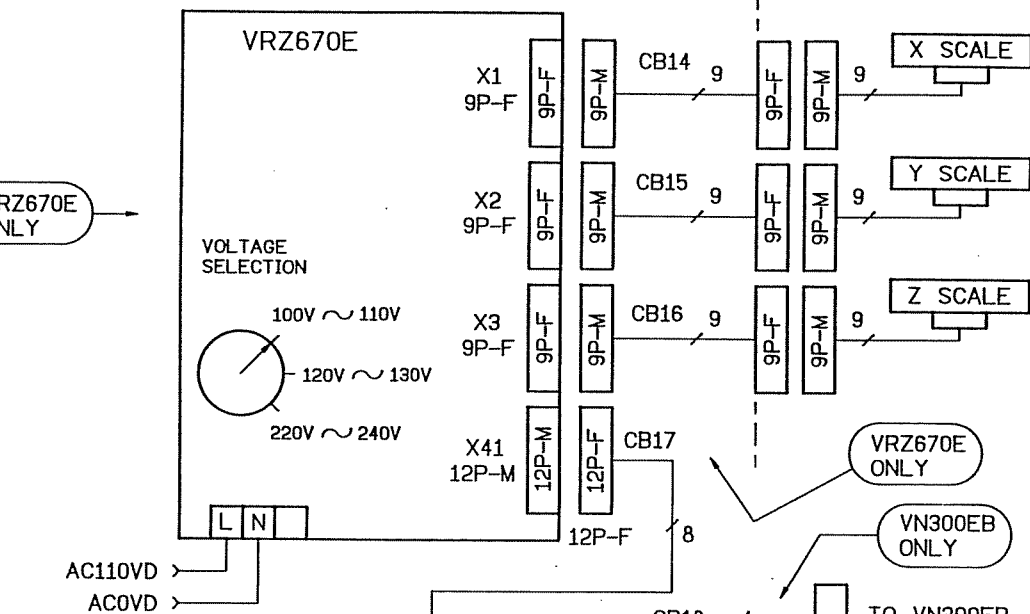 VRZ670E
X1
9P-F
9P-F
9P-M
CB14
9
9P-F
9P-M
9
X SCALE
RZ670E
NLY
X2
9P-F
9P-F
9P-M
CB15
9
9P-F
9P-M
9
Y SCALE
VOLTAGE
SELECTION
100V ~ 110V
120V ~ 130V
220V ~ 240V
X3
9P-F
9P-F
9P-M
CB16
9
9P-F
9P-M
9
Z SCALE
X41
12P-M
12P-M
12P-F
CB17
12P-F
8
VRZ670E
ONLY
VN300EB
ONLY
L N
AC110VD
AC0VD